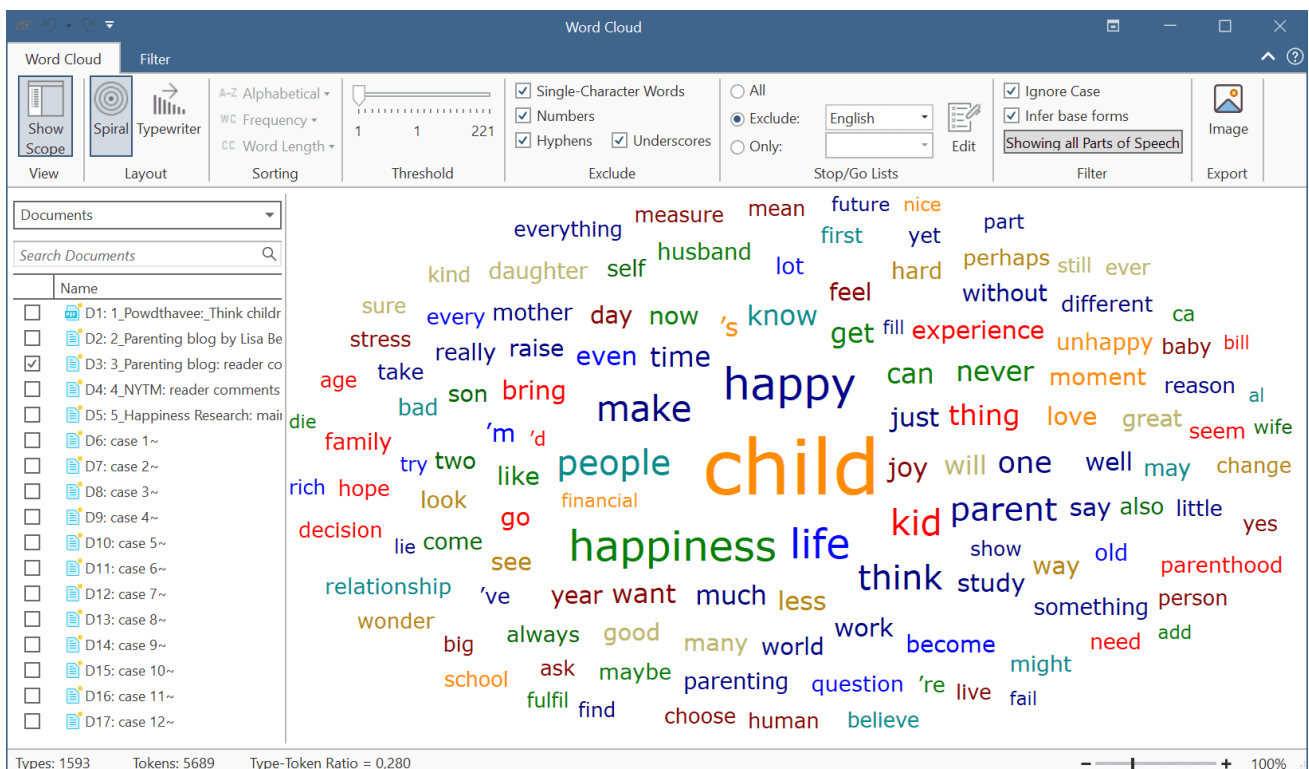 Word Cloud
Word Cloud Filter
Show Scope
Spiral Typewriter
A-Z Alphabetical
WC Frequency
CC Word Length
1 1 221
Single-Character Words
Numbers
Hyphens Underscores
All
Exclude: English
Only:
Edit
Ignore Case
Infer base forms
Showing all Parts of Speech
Image
View Layout Sorting Threshold Exclude Stop/Go Lists Filter Export
Documents
Search Documents
Name
D1: 1_Powdthavee:_Think childr
D2: 2_Parenting blog by Lisa Be
D3: 3_Parenting blog: reader co
D4: 4_NYTM: reader comments
D5: 5_Happiness Research: mair
D6: case 1~
D7: case 2~
D8: case 3~
D9: case 4~
D10: case 5~
D11: case 6~
D12: case 7~
D13: case 8~
D14: case 9~
D15: case 10~
D16: case 11~
D17: case 12~
everything measure mean future nice
first yet part
kind daughter self husband lot hard perhaps still ever
feel without different
sure every mother day now 's know get fill experience ca
stress really raise even time unhappy baby bill
age take son bring make happy can never moment reason al
die bad just thing love great seem wife
family 'm 'd
try two like people child joy will one well may change
rich hope look financial
decision go kid parent say also little yes
lie come see happiness life show way old parenthood
relationship 've year want much less think study something person
wonder big always good many world work become need add
school ask maybe parenting question 're live might fail
fulfil find choose human believe
Types: 1593 Tokens: 5689 Type-Token Ratio = 0,280 100%